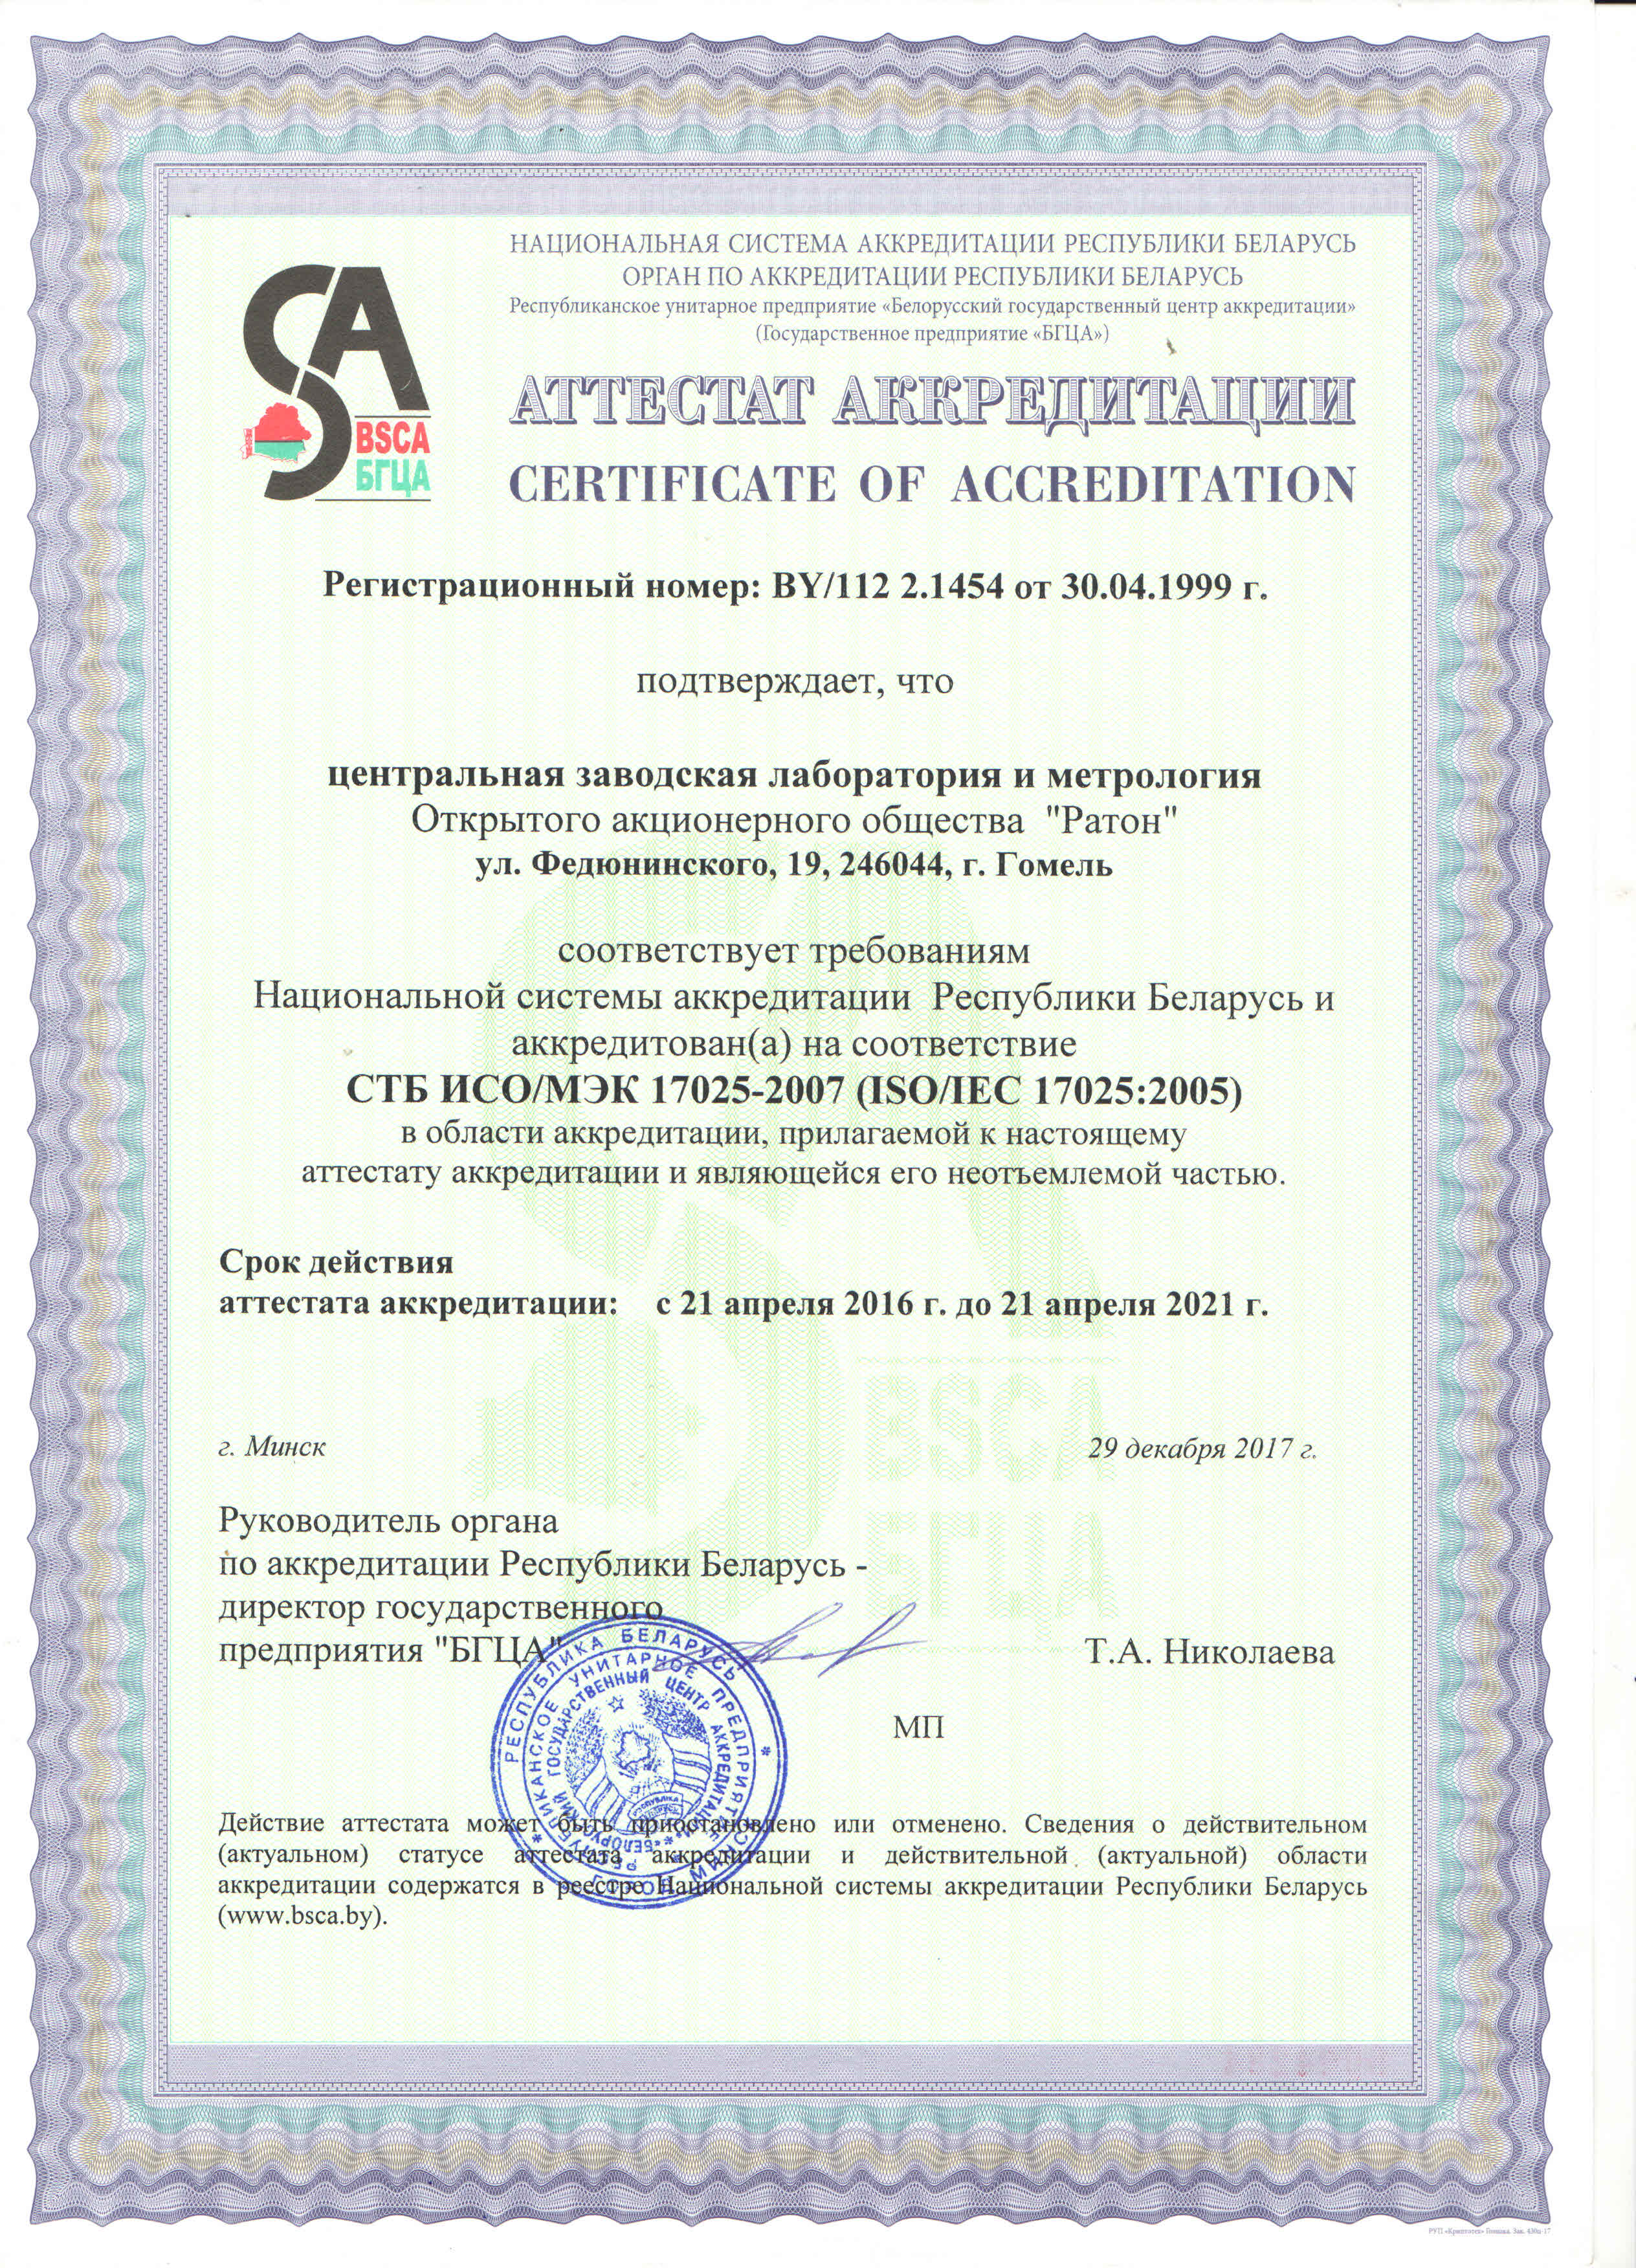 НАЦИОНАЛЬНАЯ СИСТЕМА АККРЕДИТАЦИИ РЕСПУБЛИКИ БЕЛАРУСЬ
ОРГАН ПО АККРЕДИТАЦИИ РЕСПУБЛИКИ БЕЛАРУСЬ
Республиканское унитарное предприятие «Белорусский государственный центр аккредитации»
(Государственное предприятие «БГЦА»)
BSCA
БГЦА
АТТЕСТАТ АККРЕДИТАЦИИ
CERTIFICATE OF ACCREDITATION
Регистрационный номер: BY/112 2.1454 от 30.04.1999 г.
подтверждает, что
центральная заводская лаборатория и метрология
Открытого акционерного общества "Ратон"
ул. Федюнинского, 19, 246044, г. Гомель
соответствует требованиям
Национальной системы аккредитации Республики Беларусь и
аккредитован(а) на соответствие
СТБ ИСО/МЭК 17025-2007 (ISO/IEC 17025:2005)
в области аккредитации, прилагаемой к настоящему
аттестату аккредитации и являющейся его неотъемлемой частью.
Срок действия
аттестата аккредитации: с 21 апреля 2016 г. до 21 апреля 2021 г.
BSCA
БГЦА
г. Минск 29 декабря 2017 г.
Руководитель органа
по аккредитации Республики Беларусь -
директор государственного
предприятия "БГЦА" Т.А. Николаева
МП
РЕСПУБЛИКА БЕЛАРУСЬ * ГОРОД МИНСК *
РЕСПУБЛИКАНСКОЕ УНИТАРНОЕ ПРЕДПРИЯТИЕ
«БЕЛОРУССКИЙ ГОСУДАРСТВЕННЫЙ ЦЕНТР АККРЕДИТАЦИИ»
Действие аттестата может быть приостановлено или отменено. Сведения о действительном
(актуальном) статусе аттестата аккредитации и действительной (актуальной) области
аккредитации содержатся в реестре Национальной системы аккредитации Республики Беларусь
(www.bsca.by).